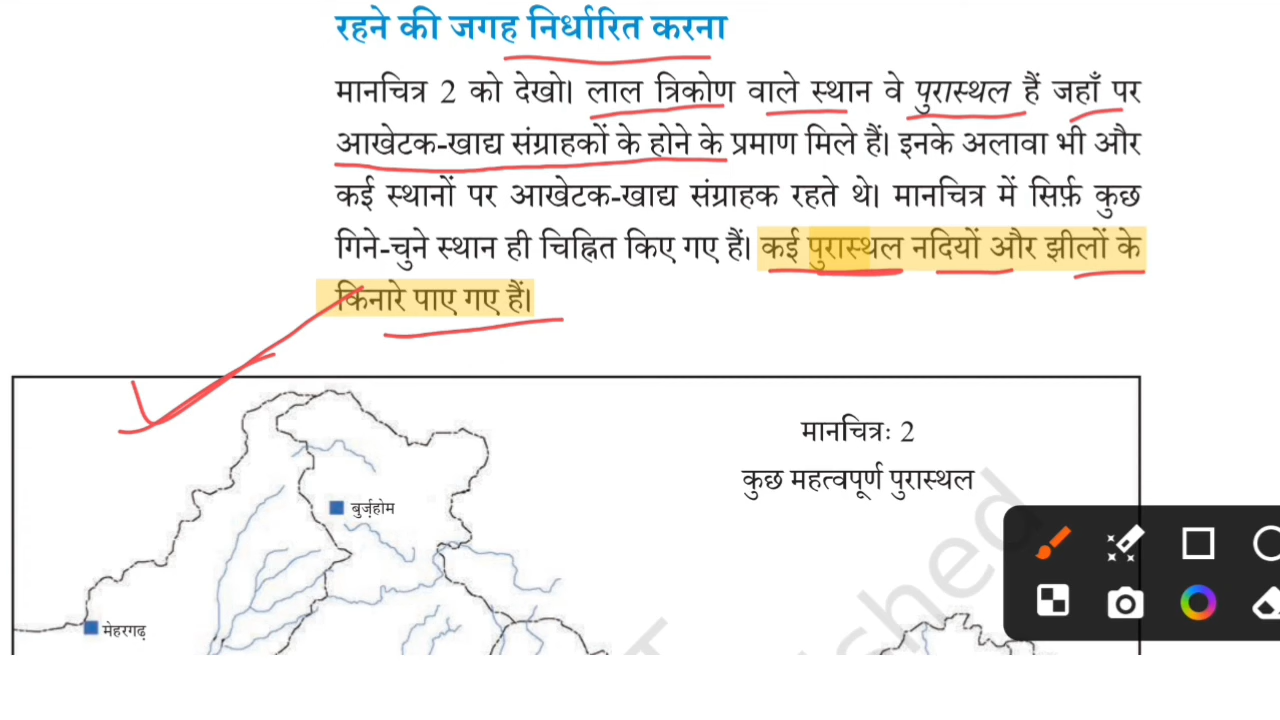 रहने की जगह निर्धारित करना
मानचित्र 2 को देखो। लाल त्रिकोण वाले स्थान वे पुरास्थल हैं जहाँ पर
आखेटक-खाद्य संग्राहकों के होने के प्रमाण मिले हैं। इनके अलावा भी और
कई स्थानों पर आखेटक-खाद्य संग्राहक रहते थे। मानचित्र में सिर्फ़ कुछ
गिने-चुने स्थान ही चिह्नित किए गए हैं। कई पुरास्थल नदियों और झीलों के
किनारे पाए गए हैं।
मानचित्रः 2
कुछ महत्वपूर्ण पुरास्थल
बुर्ज़होम
मेहरगढ़